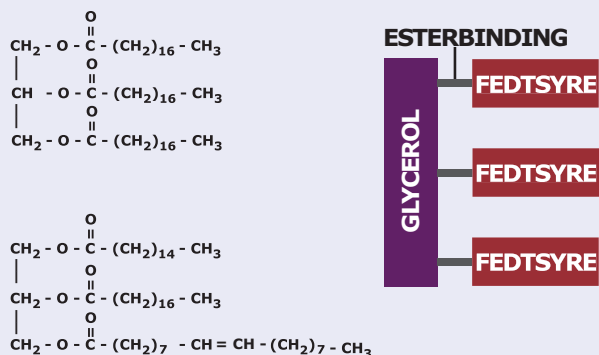 O
CH₂ - O - C - (CH₂)₁₆ - CH₃
O
CH - O - C - (CH₂)₁₆ - CH₃
O
CH₂ - O - C - (CH₂)₁₆ - CH₃
O
CH₂ - O - C - (CH₂)₁₄ - CH₃
O
CH₂ - O - C - (CH₂)₁₆ - CH₃
O
CH₂ - O - C - (CH₂)₇ - CH = CH - (CH₂)₇ - CH₃
ESTERBINDING
GLYCEROL
FEDTSYRE
FEDTSYRE
FEDTSYRE